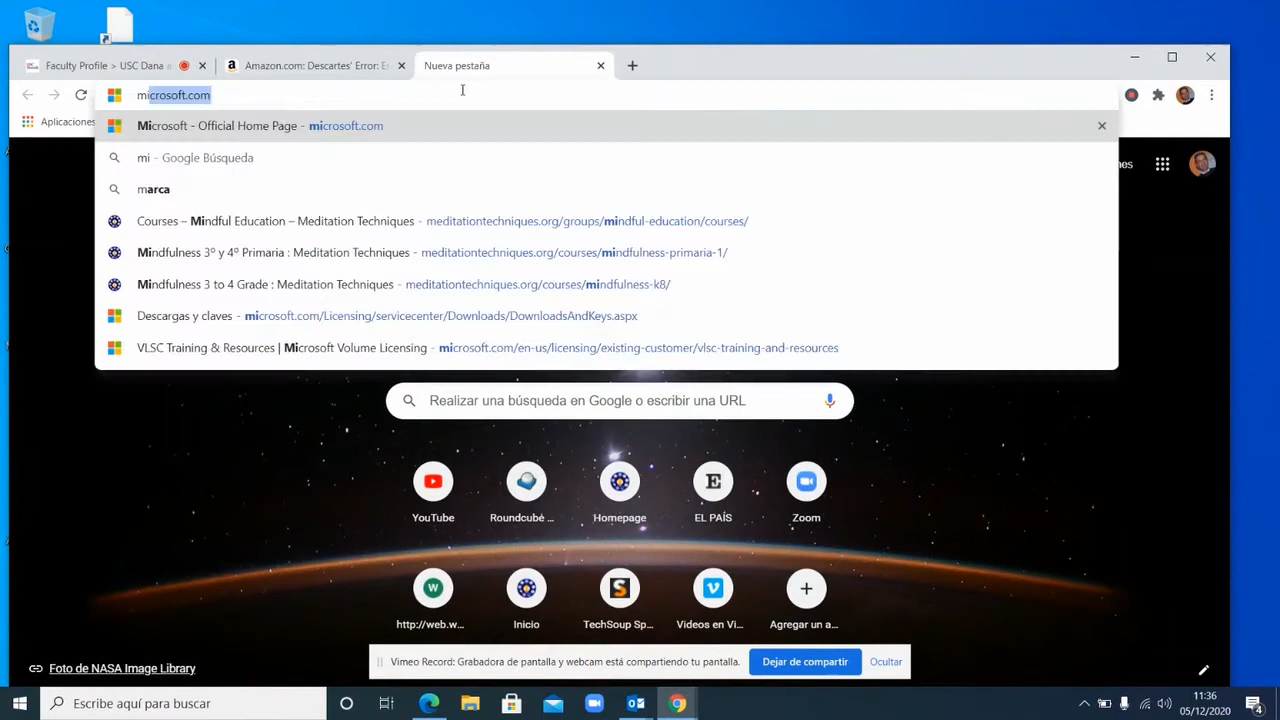 Faculty Profile > USC Dana a
Amazon.com: Descartes' Error: E
Nueva pestaña
microsoft.com
Aplicaciones
Microsoft - Official Home Page - microsoft.com
mi - Google Búsqueda
marca
Courses – Mindful Education – Meditation Techniques - meditationtechniques.org/groups/mindful-education/courses/
Mindfulness 3º y 4º Primaria : Meditation Techniques - meditationtechniques.org/courses/mindfulness-primaria-1/
Mindfulness 3 to 4 Grade : Meditation Techniques - meditationtechniques.org/courses/mindfulness-k8/
Descargas y claves - microsoft.com/Licensing/servicecenter/Downloads/DownloadsAndKeys.aspx
VLSC Training & Resources | Microsoft Volume Licensing - microsoft.com/en-us/licensing/existing-customer/vlsc-training-and-resources
nes
Realizar una búsqueda en Google o escribir una URL
YouTube
Roundcube ...
Homepage
EL PAÍS
Zoom
http://web.w...
Inicio
TechSoup Sp...
Videos en Vi...
Agregar un a...
Vimeo Record: Grabadora de pantalla y webcam está compartiendo tu pantalla.
Dejar de compartir
Ocultar
Foto de NASA Image Library
Escribe aquí para buscar
11:36
05/12/2020
4